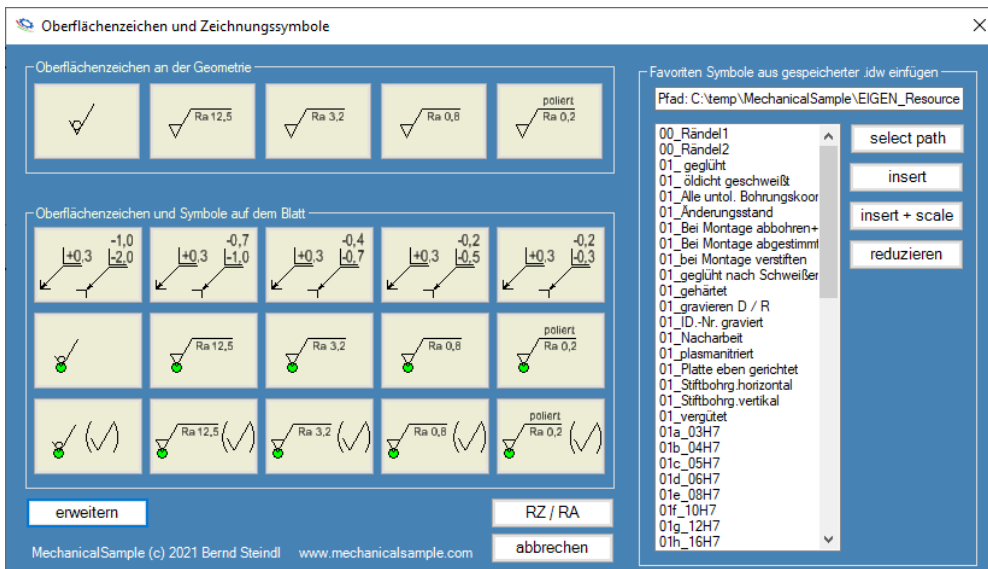 Oberflächenzeichen und Zeichnungssymbole
Oberflächenzeichen an der Geometrie
Ra 12,5
Ra 3,2
Ra 0,8
poliert
Ra 0,2
Oberflächenzeichen und Symbole auf dem Blatt
+0,3 -1,0 -2,0
+0,3 -0,7 -1,0
+0,3 -0,4 -0,7
+0,3 -0,2 -0,5
+0,3 -0,2 -0,3
Ra 12,5
Ra 3,2
Ra 0,8
poliert
Ra 0,2
Ra 12,5
Ra 3,2
Ra 0,8
poliert
Ra 0,2
erweitern
RZ / RA
abbrechen
MechanicalSample (c) 2021 Bernd Steindl www.mechanicalsample.com
Favoriten Symbole aus gespeicherter .idw einfügen
Pfad: C:\temp\MechanicalSample\EIGEN_Resource
00_Rändel1
00_Rändel2
01_ geglüht
01_ öldicht geschweißt
01_Alle untol. Bohrungskoor
01_Änderungsstand
01_Bei Montage abbohren+
01_Bei Montage abgestimmt
01_bei Montage verstiften
01_geglüht nach Schweißer
01_gehärtet
01_gravieren D / R
01_ID.-Nr. graviert
01_Nacharbeit
01_plasmanitriert
01_Platte eben gerichtet
01_Stiftbohrg.horizontal
01_Stiftbohrg.vertikal
01_vergütet
01a_03H7
01b_04H7
01c_05H7
01d_06H7
01e_08H7
01f_10H7
01g_12H7
01h_16H7
select path
insert
insert + scale
reduzieren